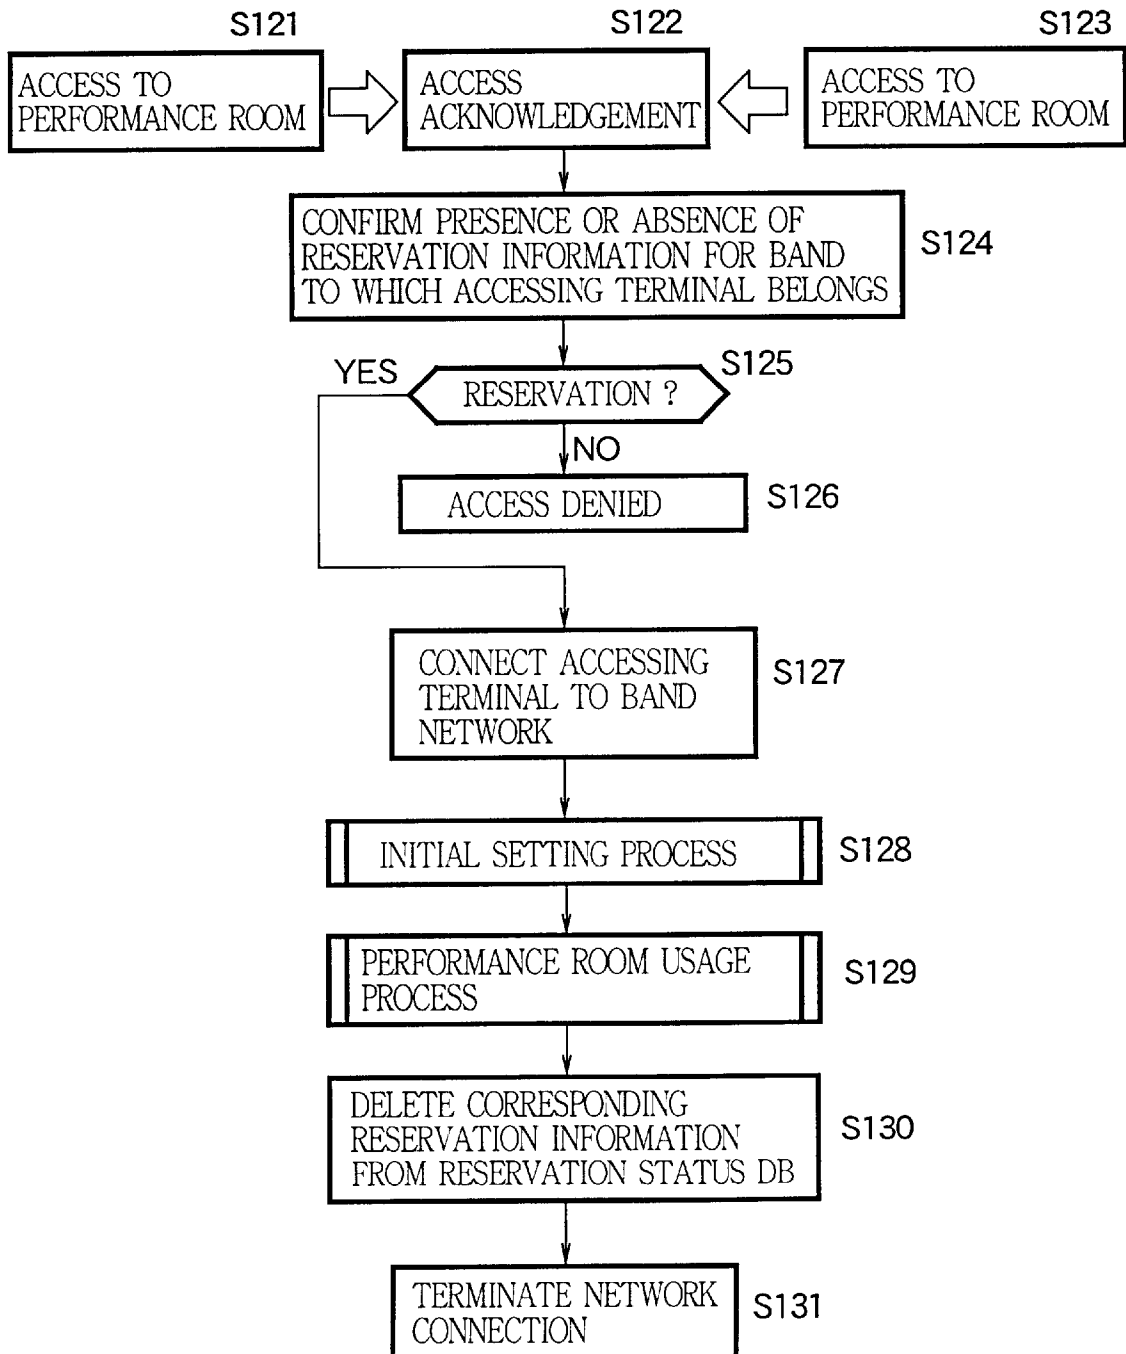 S121
S122
S123
ACCESS TO
PERFORMANCE ROOM
ACCESS
ACKNOWLEDGEMENT
ACCESS TO
PERFORMANCE ROOM
CONFIRM PRESENCE OR ABSENCE OF
RESERVATION INFORMATION FOR BAND
TO WHICH ACCESSING TERMINAL BELONGS
S124
YES
RESERVATION ?
S125
NO
ACCESS DENIED
S126
CONNECT ACCESSING
TERMINAL TO BAND
NETWORK
S127
INITIAL SETTING PROCESS
S128
PERFORMANCE ROOM USAGE
PROCESS
S129
DELETE CORRESPONDING
RESERVATION INFORMATION
FROM RESERVATION STATUS DB
S130
TERMINATE NETWORK
CONNECTION
S131